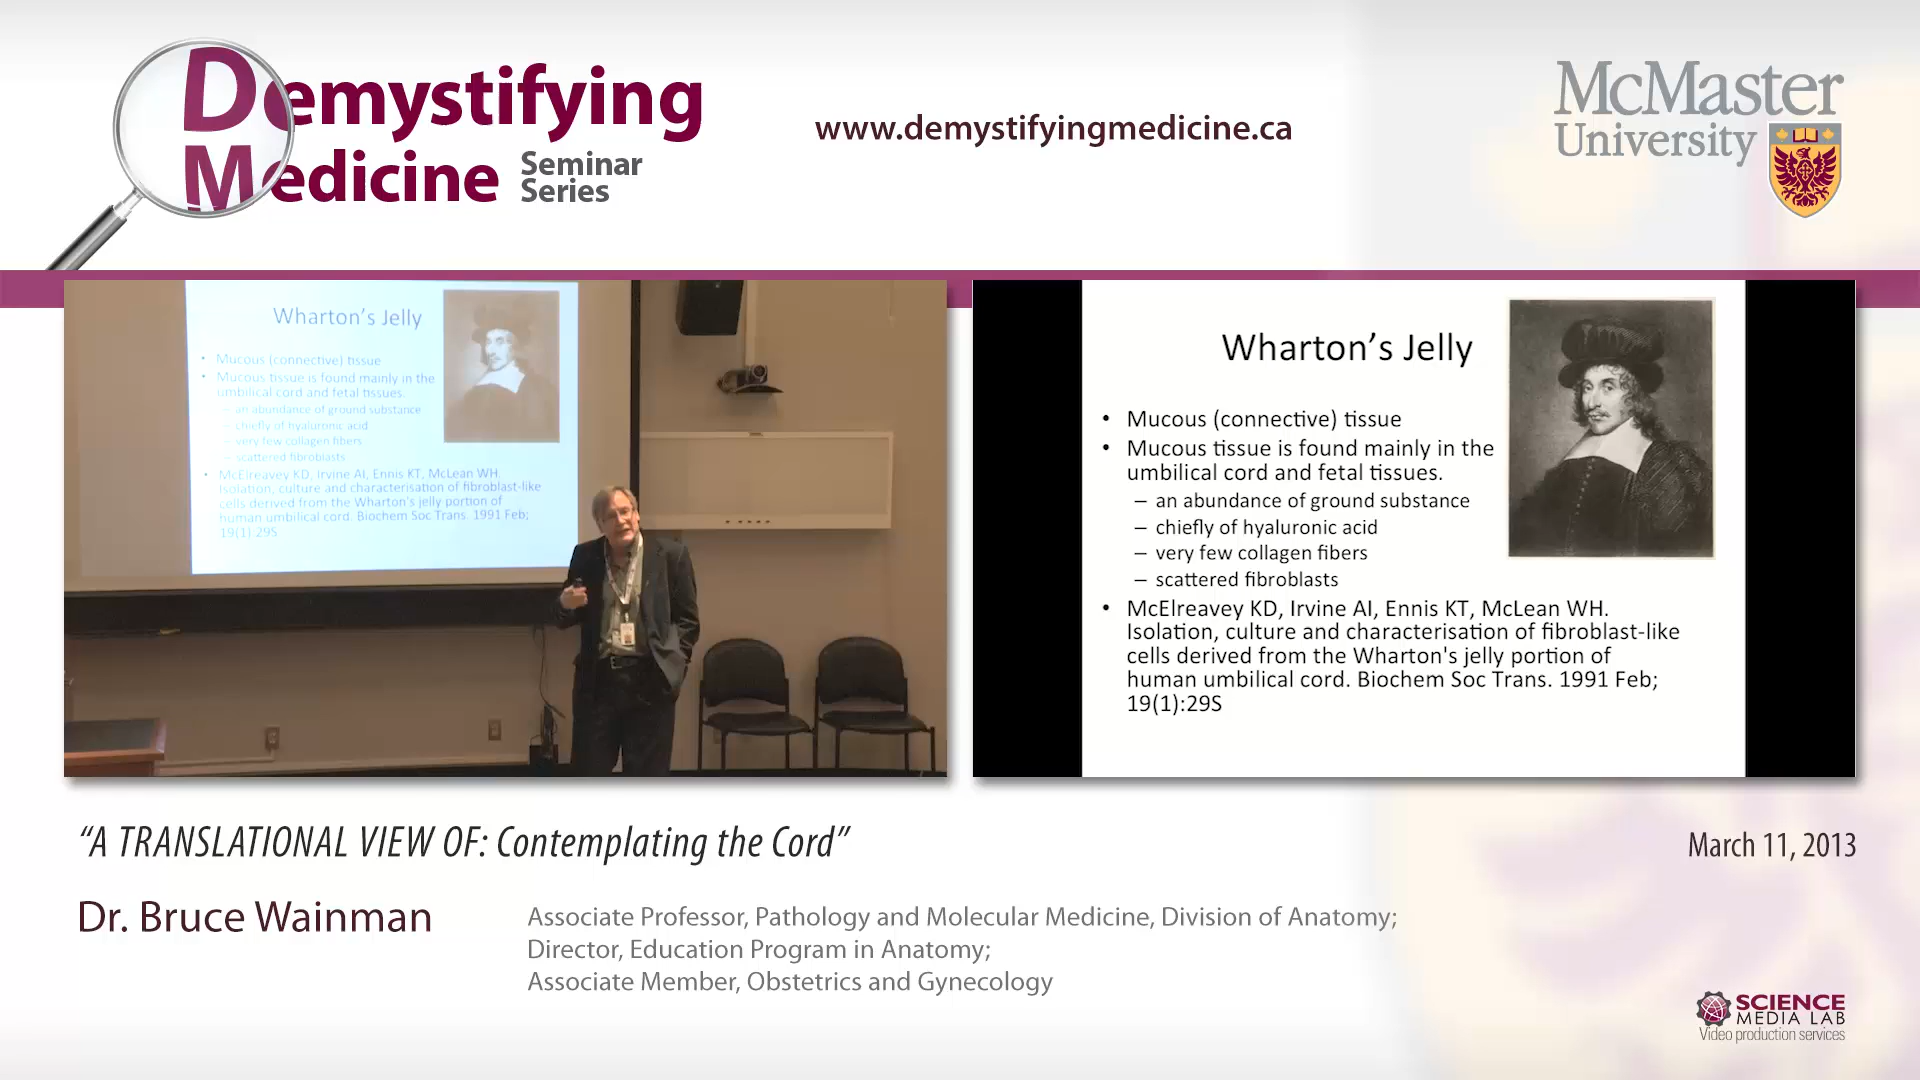 Demystifying
Medicine Seminar Series
www.demystifyingmedicine.ca
McMaster
University
Wharton's Jelly
• Mucous (connective) tissue
• Mucous tissue is found mainly in the
umbilical cord and fetal tissues.
– an abundance of ground substance
– chiefly of hyaluronic acid
– very few collagen fibers
– scattered fibroblasts
• McElreavey KD, Irvine AI, Ennis KT, McLean WH.
Isolation, culture and characterisation of fibroblast-like
cells derived from the Wharton's jelly portion of
human umbilical cord. Biochem Soc Trans. 1991 Feb;
19(1):29S
Wharton's Jelly
• Mucous (connective) tissue
• Mucous tissue is found mainly in the
umbilical cord and fetal tissues.
– an abundance of ground substance
– chiefly of hyaluronic acid
– very few collagen fibers
– scattered fibroblasts
• McElreavey KD, Irvine AI, Ennis KT, McLean WH.
Isolation, culture and characterisation of fibroblast-like
cells derived from the Wharton's jelly portion of
human umbilical cord. Biochem Soc Trans. 1991 Feb;
19(1):29S
“A TRANSLATIONAL VIEW OF: Contemplating the Cord”
March 11, 2013
Dr. Bruce Wainman
Associate Professor, Pathology and Molecular Medicine, Division of Anatomy;
Director, Education Program in Anatomy;
Associate Member, Obstetrics and Gynecology
SCIENCE
MEDIA LAB
Video production services